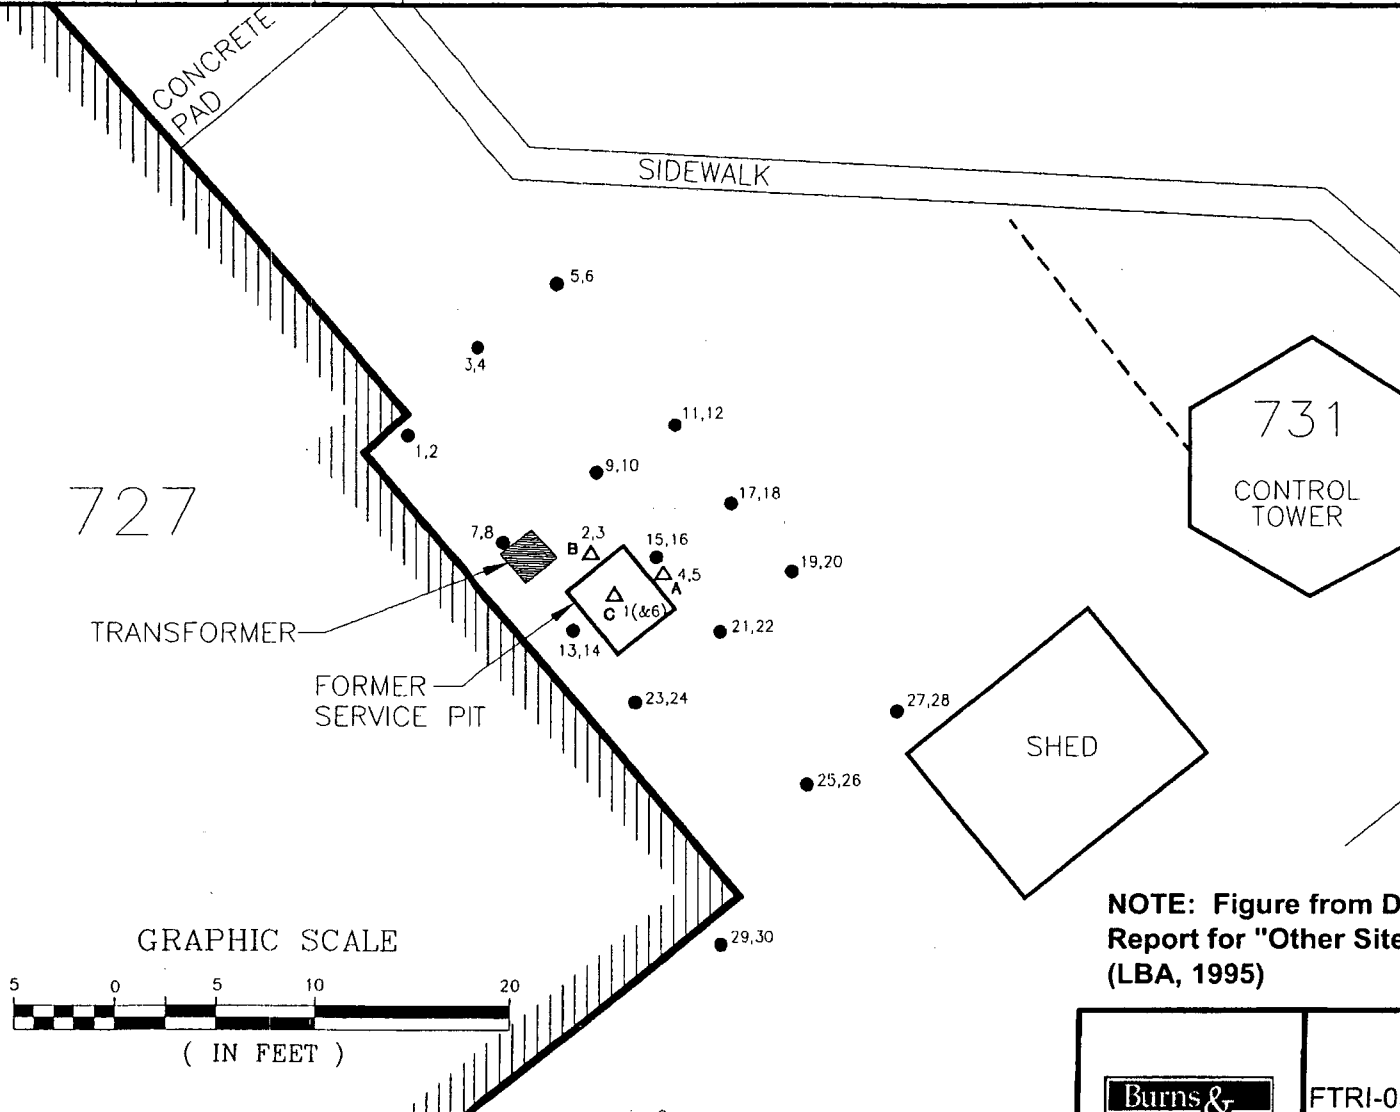 CONCRETE
PAD
SIDEWALK
5,6
3,4
11,12
1,2
9,10
731
CONTROL
TOWER
727
17,18
7,8
2,3
B
15,16
19,20
4,5
A
C 1(&6)
TRANSFORMER
21,22
13,14
FORMER
SERVICE PIT
23,24
27,28
SHED
25,26
NOTE: Figure from D
Report for "Other Site
(LBA, 1995)
29,30
GRAPHIC SCALE
5 0 5 10 20
( IN FEET )
Burns &
FTRI-0